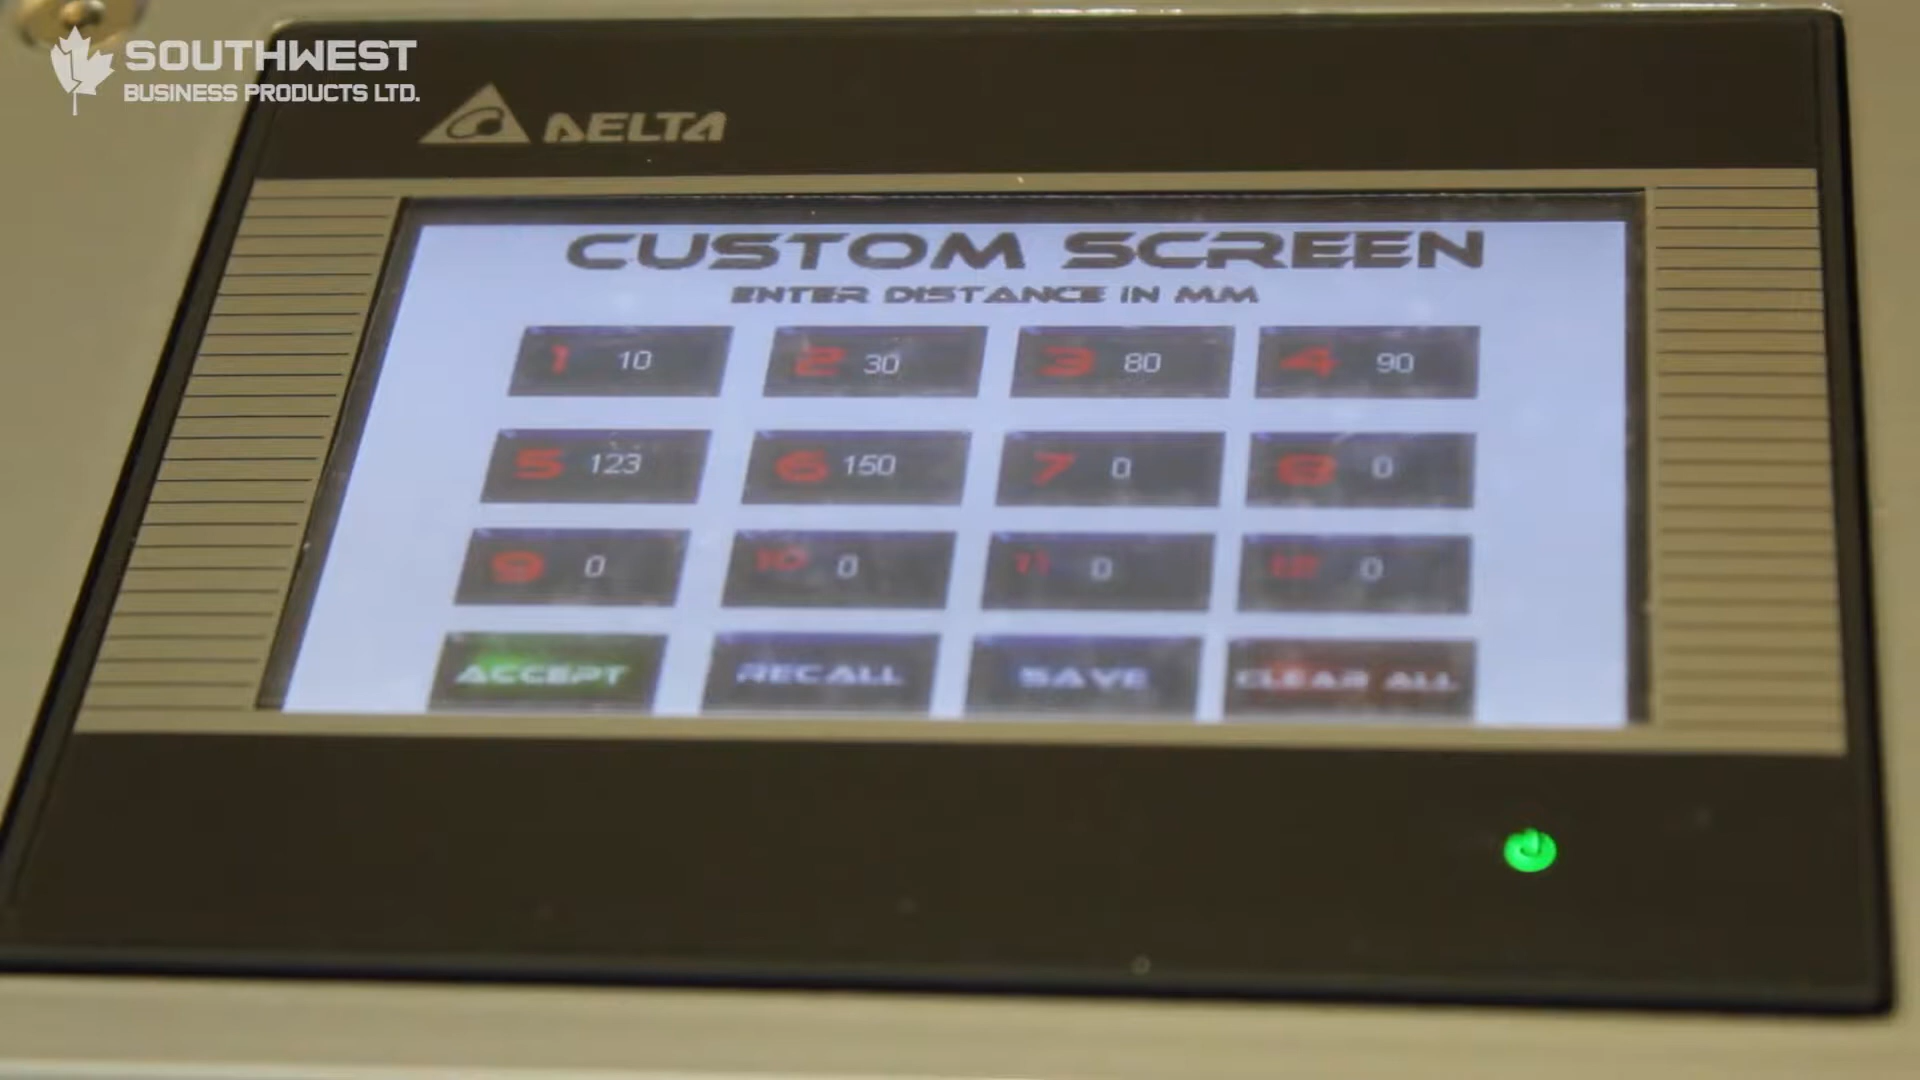 SOUTHWEST
BUSINESS PRODUCTS LTD.
DELTA
CUSTOM SCREEN
ENTER DISTANCE IN MM
1 10 2 30 3 80 4 90
5 123 6 150 7 0 8 0
9 0 10 0 11 0 12 0
ACCEPT RECALL SAVE CLEAR ALL